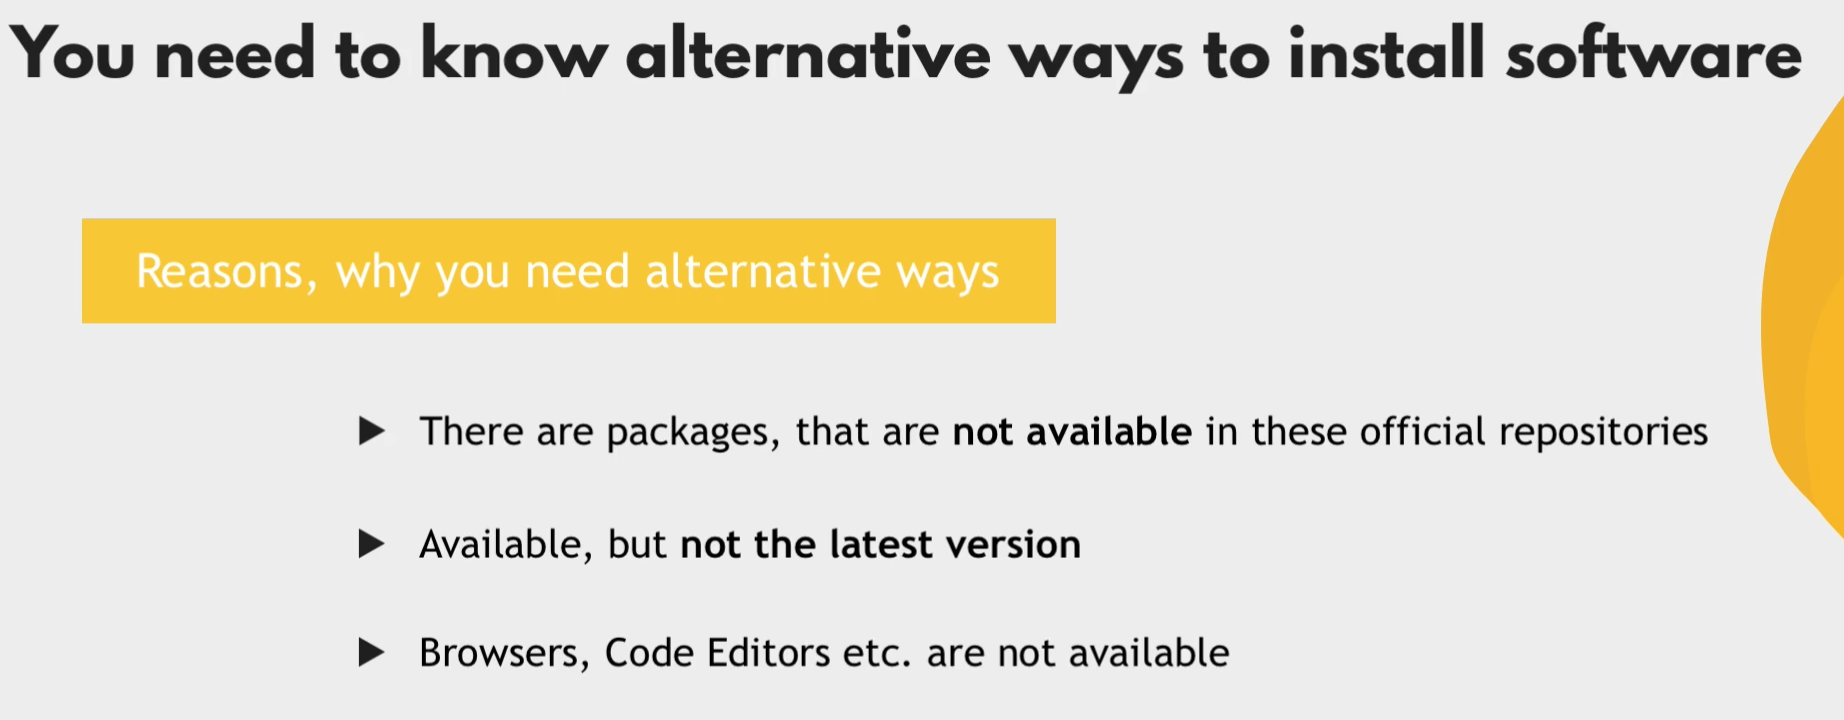 You need to know alternative ways to install software
Reasons, why you need alternative ways
There are packages, that are not available in these official repositories
Available, but not the latest version
Browsers, Code Editors etc. are not available